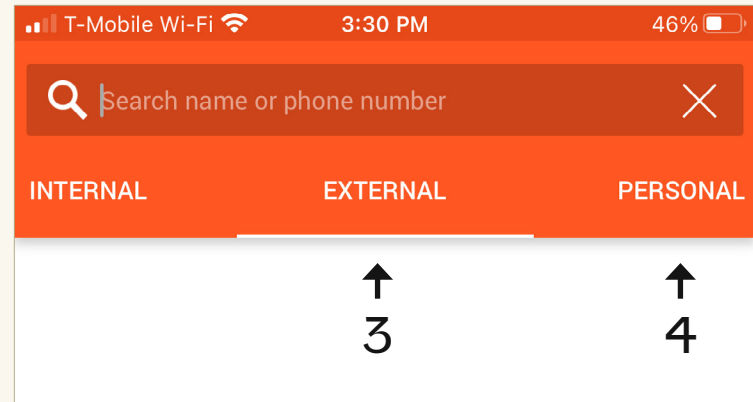 T-Mobile Wi-Fi 3:30 PM 46%
Search name or phone number
INTERNAL EXTERNAL PERSONAL
3 4